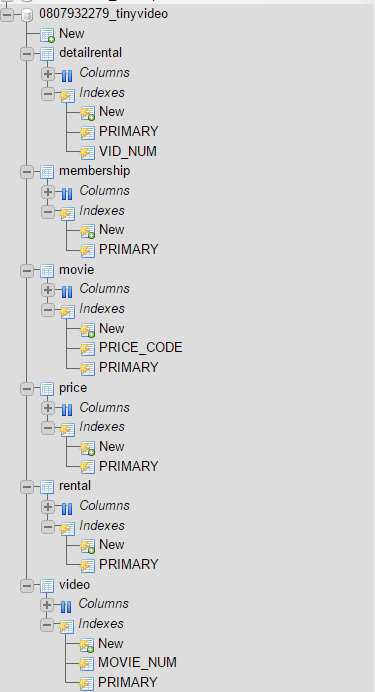 0807932279_tinyvideo
New
detailrental
Columns
Indexes
New
PRIMARY
VID_NUM
membership
Columns
Indexes
New
PRIMARY
movie
Columns
Indexes
New
PRICE_CODE
PRIMARY
price
Columns
Indexes
New
PRIMARY
rental
Columns
Indexes
New
PRIMARY
video
Columns
Indexes
New
MOVIE_NUM
PRIMARY